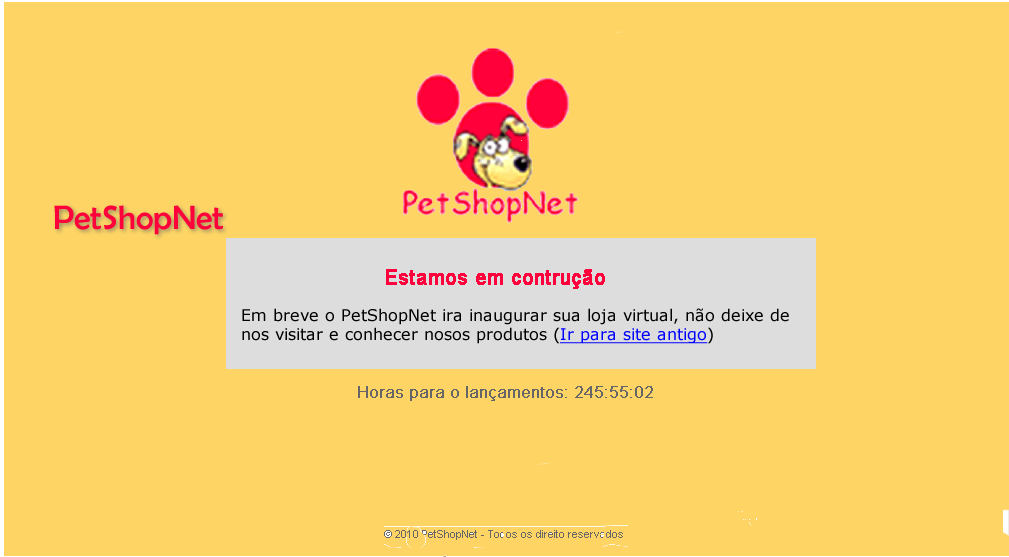 PetShopNet
PetShopNet
Estamos em contrução
Em breve o PetShopNet ira inaugurar sua loja virtual, não deixe de
nos visitar e conhecer nosos produtos (Ir para site antigo)
Horas para o lançamentos: 245:55:02
© 2010 PetShopNet - Todos os direito reservados